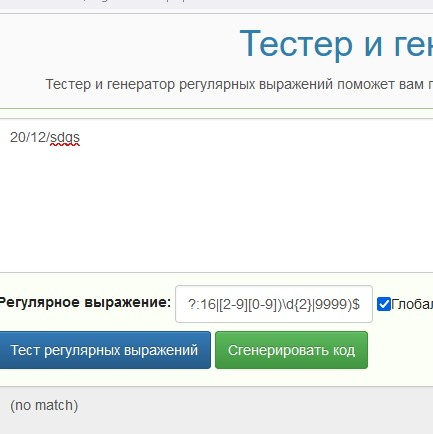 Тестер и ген
Тестер и генератор регулярных выражений поможет вам
20/12/sdgs
Регулярное выражение: ?:16|[2-9][0-9])\d{2}|9999)$ Глобал
Тест регулярных выражений Сгенерировать код
(no match)